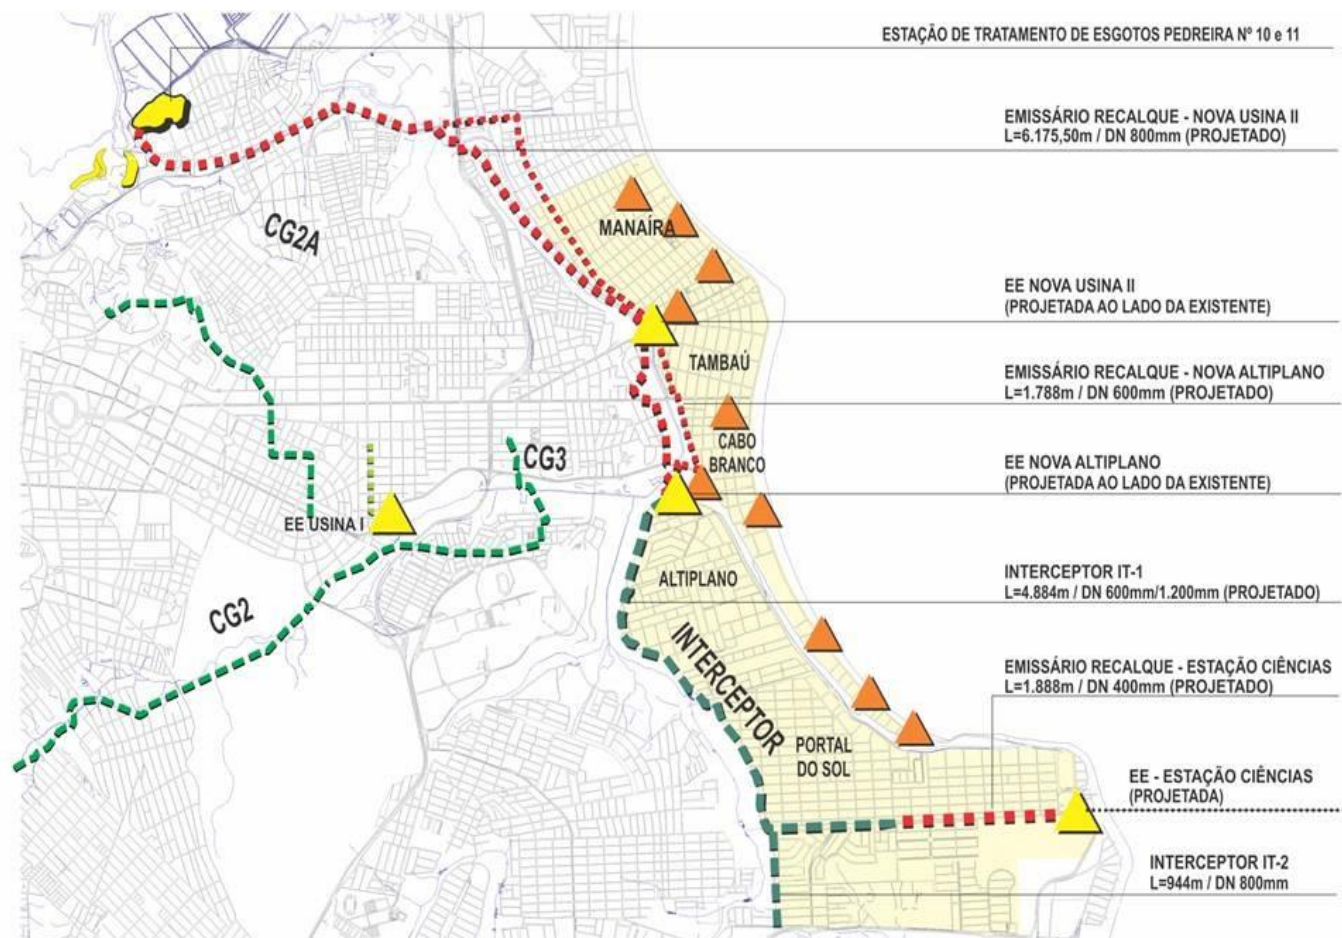 ESTAÇÃO DE TRATAMENTO DE ESGOTOS PEDREIRA Nº 10 e 11
EMISSÁRIO RECALQUE - NOVA USINA II
L=6.175,50m / DN 800mm (PROJETADO)
CG2A
MANAÍRA
EE NOVA USINA II
(PROJETADA AO LADO DA EXISTENTE)
TAMBAÚ
EMISSÁRIO RECALQUE - NOVA ALTIPLANO
L=1.788m / DN 600mm (PROJETADO)
CABO
BRANCO
CG3
EE NOVA ALTIPLANO
(PROJETADA AO LADO DA EXISTENTE)
EE USINA I
ALTIPLANO
INTERCEPTOR IT-1
L=4.884m / DN 600mm/1.200mm (PROJETADO)
CG2
INTERCEPTOR
EMISSÁRIO RECALQUE - ESTAÇÃO CIÊNCIAS
L=1.888m / DN 400mm (PROJETADO)
PORTAL
DO SOL
EE - ESTAÇÃO CIÊNCIAS
(PROJETADA)
INTERCEPTOR IT-2
L=944m / DN 800mm